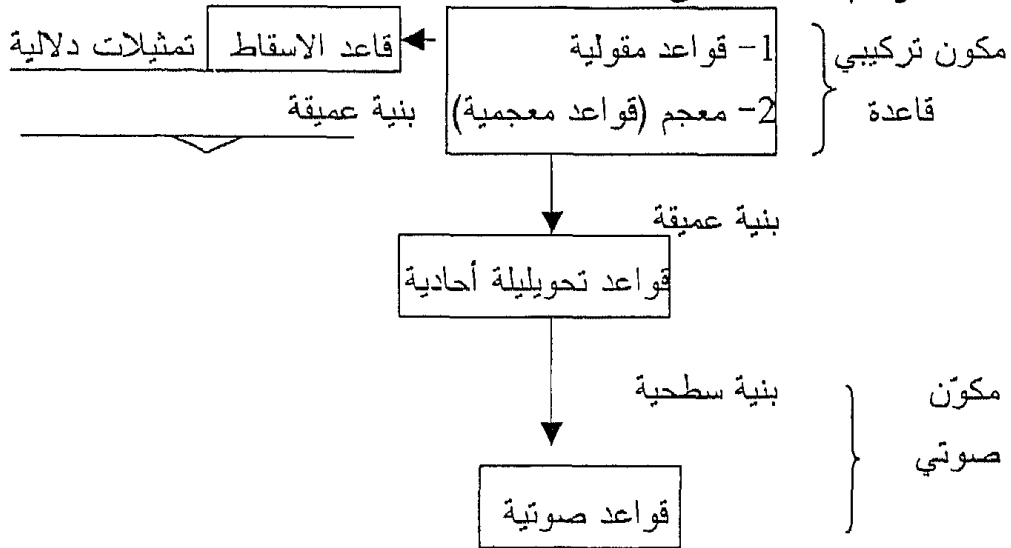 مكون تركيبي
قاعدة
1- قواعد مقولية
2- معجم (قواعد معجمية)
قاعد الاسقاط
تمثيلات دلالية
بنية عميقة
بنية عميقة
قواعد تحويليلة أحادية
بنية سطحية
مكوّن
صوتي
قواعد صوتية